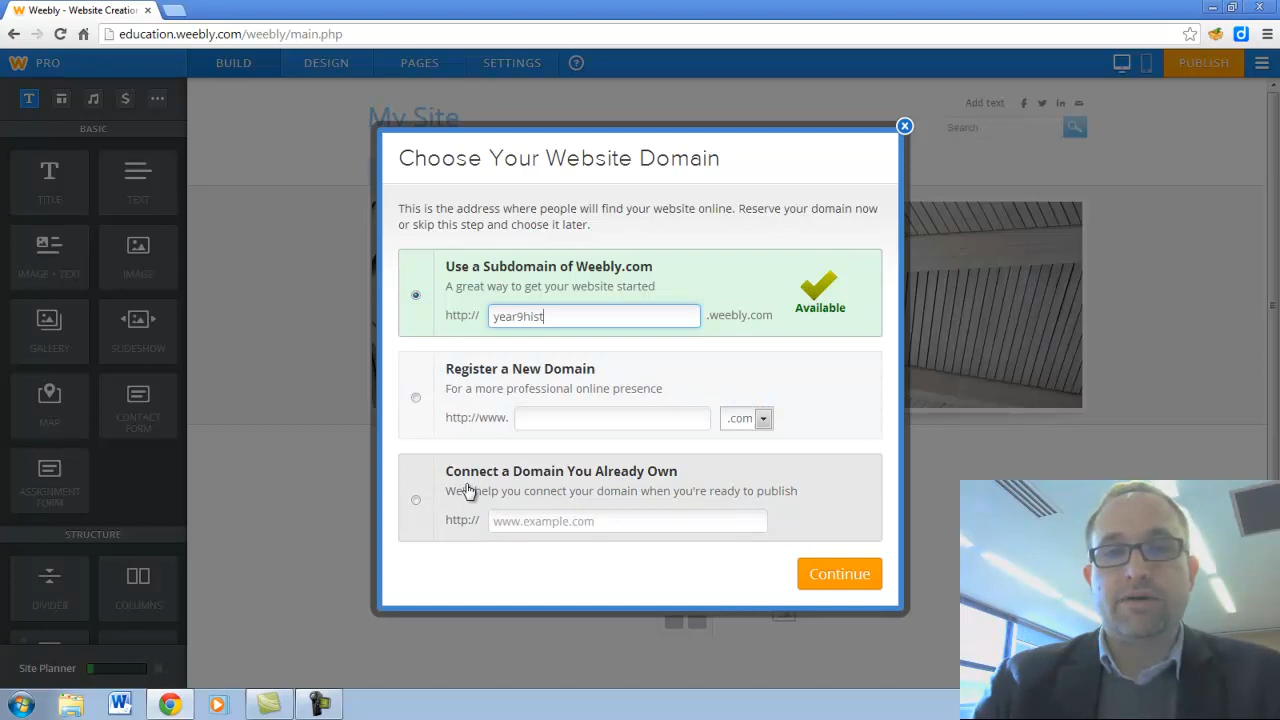 Weebly - Website Creation
education.weebly.com/weebly/main.php
PRO
BUILD
DESIGN
PAGES
SETTINGS
PUBLISH
T
$
BASIC
My Site
Add text
Search
TITLE
TEXT
IMAGE + TEXT
IMAGE
GALLERY
SLIDESHOW
MAP
CONTACT
FORM
ASSIGNMENT
FORM
STRUCTURE
DIVIDER
COLUMNS
Site Planner
Choose Your Website Domain
This is the address where people will find your website online. Reserve your domain now
or skip this step and choose it later.
Use a Subdomain of Weebly.com
A great way to get your website started
http:// year9hist .weebly.com
Available
Register a New Domain
For a more professional online presence
http://www. .com
Connect a Domain You Already Own
help you connect your domain when you're ready to publish
http:// www.example.com
Continue